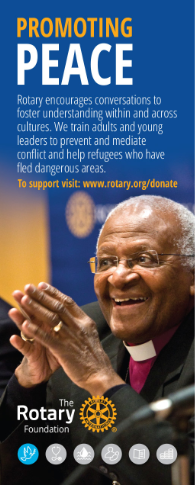 PROMOTING
PEACE
Rotary encourages conversations to
foster understanding within and across
cultures. We train adults and young
leaders to prevent and mediate
conflict and help refugees who have
fled dangerous areas.
To support visit: www.rotary.org/donate
The
Rotary
Foundation